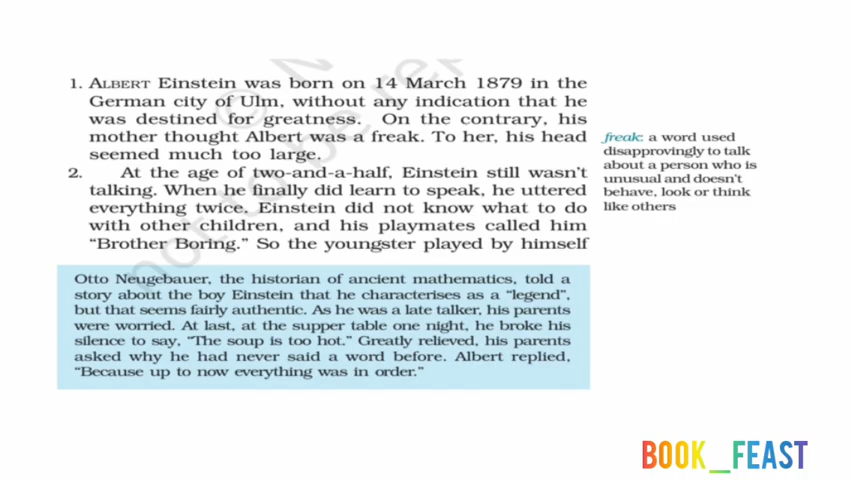 1. ALBERT Einstein was born on 14 March 1879 in the
German city of Ulm, without any indication that he
was destined for greatness. On the contrary, his
mother thought Albert was a freak. To her, his head
seemed much too large.
2. At the age of two-and-a-half, Einstein still wasn't
talking. When he finally did learn to speak, he uttered
everything twice. Einstein did not know what to do
with other children, and his playmates called him
“Brother Boring.” So the youngster played by himself
freak: a word used
disapprovingly to talk
about a person who is
unusual and doesn't
behave, look or think
like others
Otto Neugebauer, the historian of ancient mathematics, told a
story about the boy Einstein that he characterises as a “legend”,
but that seems fairly authentic. As he was a late talker, his parents
were worried. At last, at the supper table one night, he broke his
silence to say, “The soup is too hot.” Greatly relieved, his parents
asked why he had never said a word before. Albert replied,
“Because up to now everything was in order.”
© N
not to be rep
BOOK_FEAST